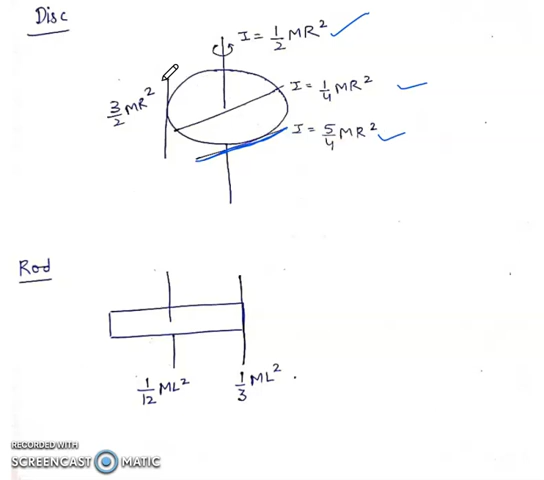 Disc
I = 1/2 MR²
I = 1/4 MR²
3/2 MR²
I = 5/4 MR²
Rod
1/12 ML²
1/3 ML².
RECORDED WITH
SCREENCAST O MATIC